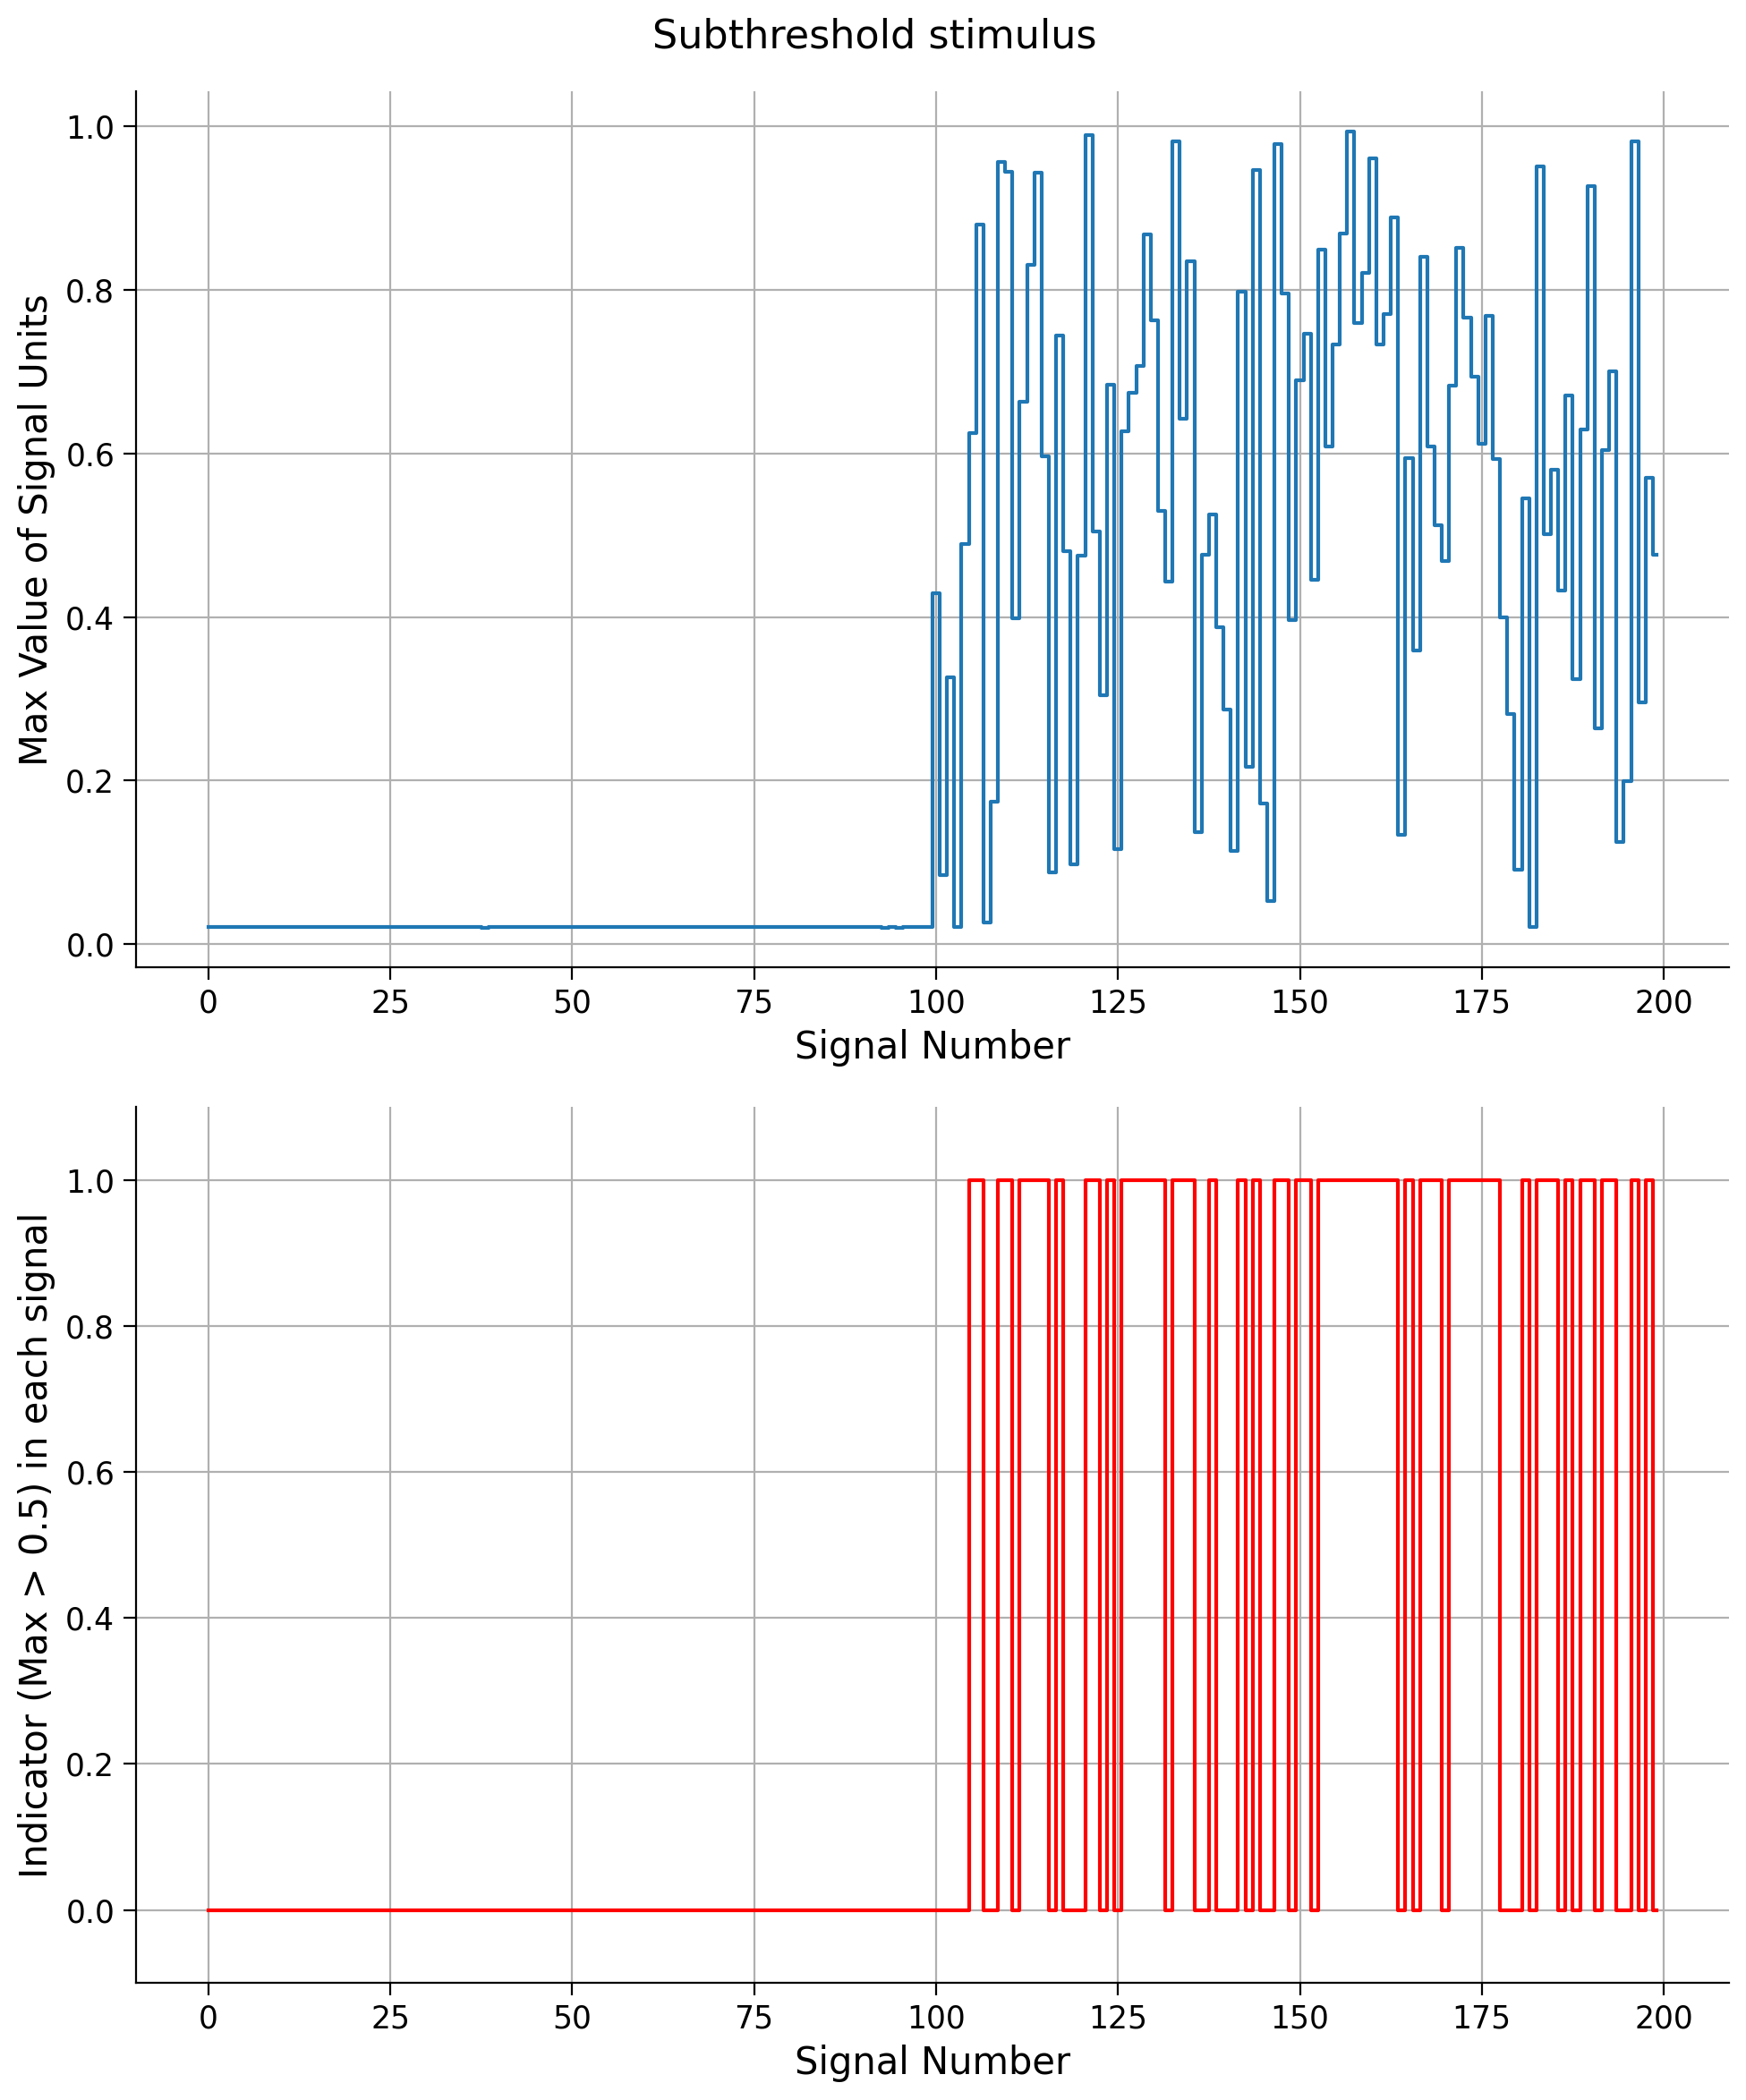 Subthreshold stimulus
Max Value of Signal Units
1.0
0.8
0.6
0.4
0.2
0.0
0 25 50 75 100 125 150 175 200
Signal Number
Indicator (Max > 0.5) in each signal
1.0
0.8
0.6
0.4
0.2
0.0
0 25 50 75 100 125 150 175 200
Signal Number